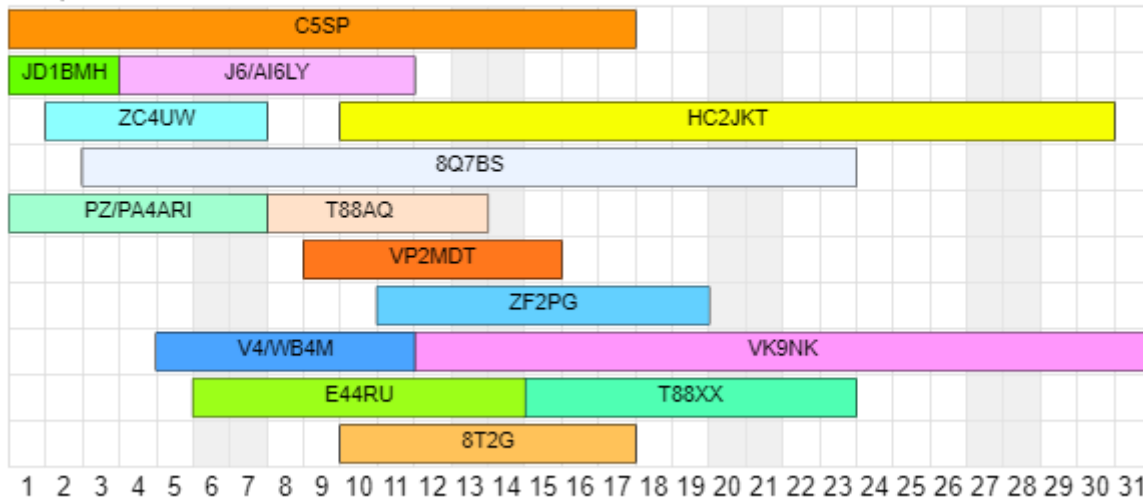 C5SP
JD1BMH J6/AI6LY
ZC4UW HC2JKT
8Q7BS
PZ/PA4ARI T88AQ
VP2MDT
ZF2PG
V4/WB4M VK9NK
E44RU T88XX
8T2G
1 2 3 4 5 6 7 8 9 10 11 12 13 14 15 16 17 18 19 20 21 22 23 24 25 26 27 28 29 30 31